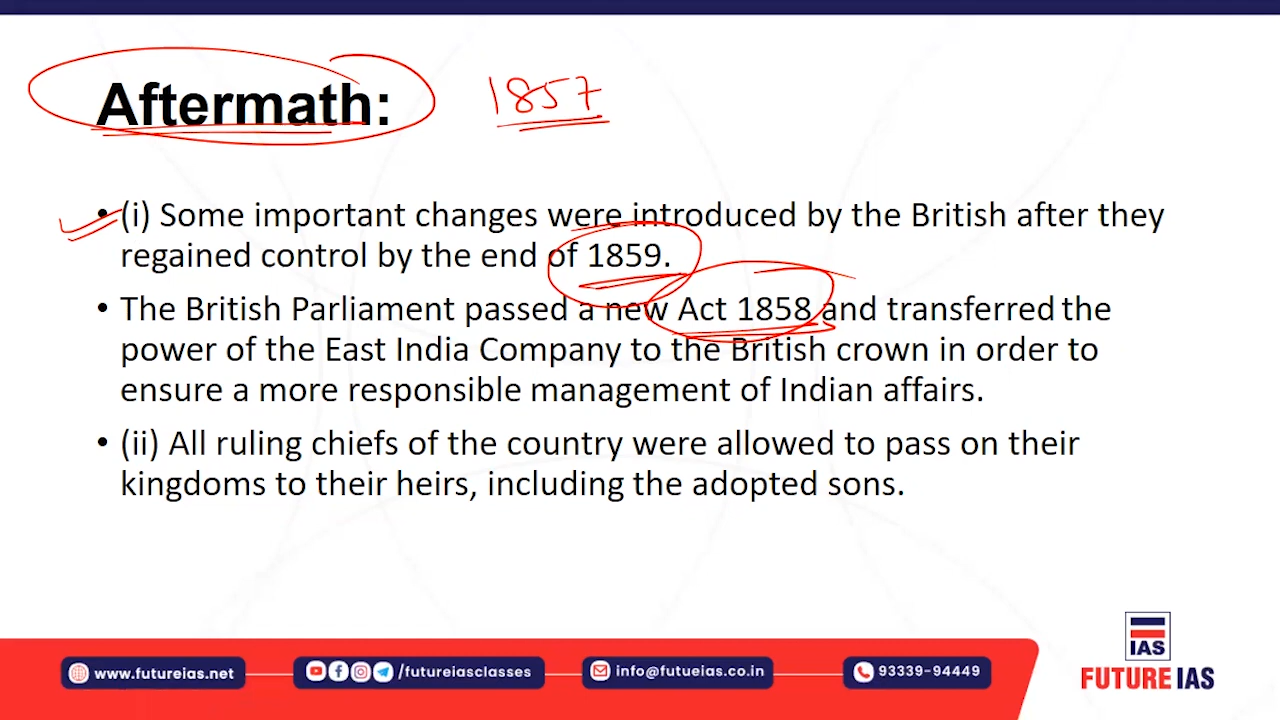 Aftermath:
1857
• (i) Some important changes were introduced by the British after they
regained control by the end of 1859.
• The British Parliament passed a new Act 1858 and transferred the
power of the East India Company to the British crown in order to
ensure a more responsible management of Indian affairs.
• (ii) All ruling chiefs of the country were allowed to pass on their
kingdoms to their heirs, including the adopted sons.
IAS
FUTURE IAS
www.futureias.net
/futureiasclasses
info@futueias.co.in
93339-94449